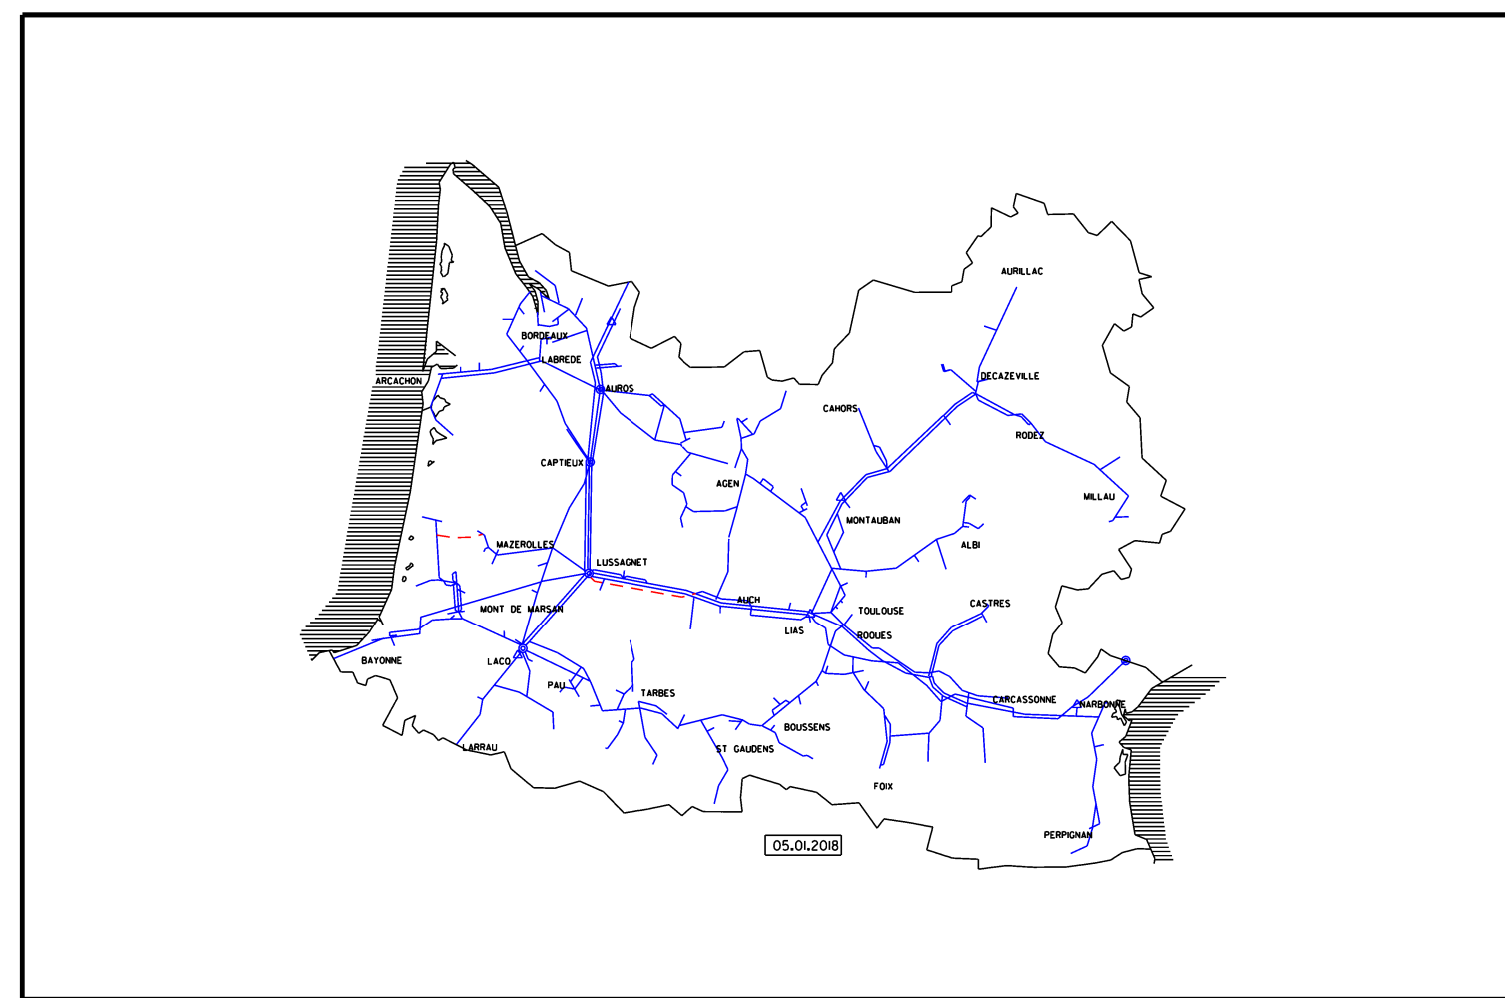 AURILLAC
BORDEAUX
LABREDE
ARCACHON
DECAZEVILLE
AUROS
CAHORS
RODEZ
CAPTIEUX
AGEN
MILLAU
MONTAUBAN
MAZEROLLES
ALBI
LUSSAGNET
AUCH
CASTRES
MONT DE MARSAN
TOULOUSE
LIAS
ROQUES
BAYONNE
LACQ
PAU
TARBES
CARCASSONNE
NARBONNE
BOUSSENS
LARRAU
ST GAUDENS
FOIX
PERPIGNAN
05.01.2018